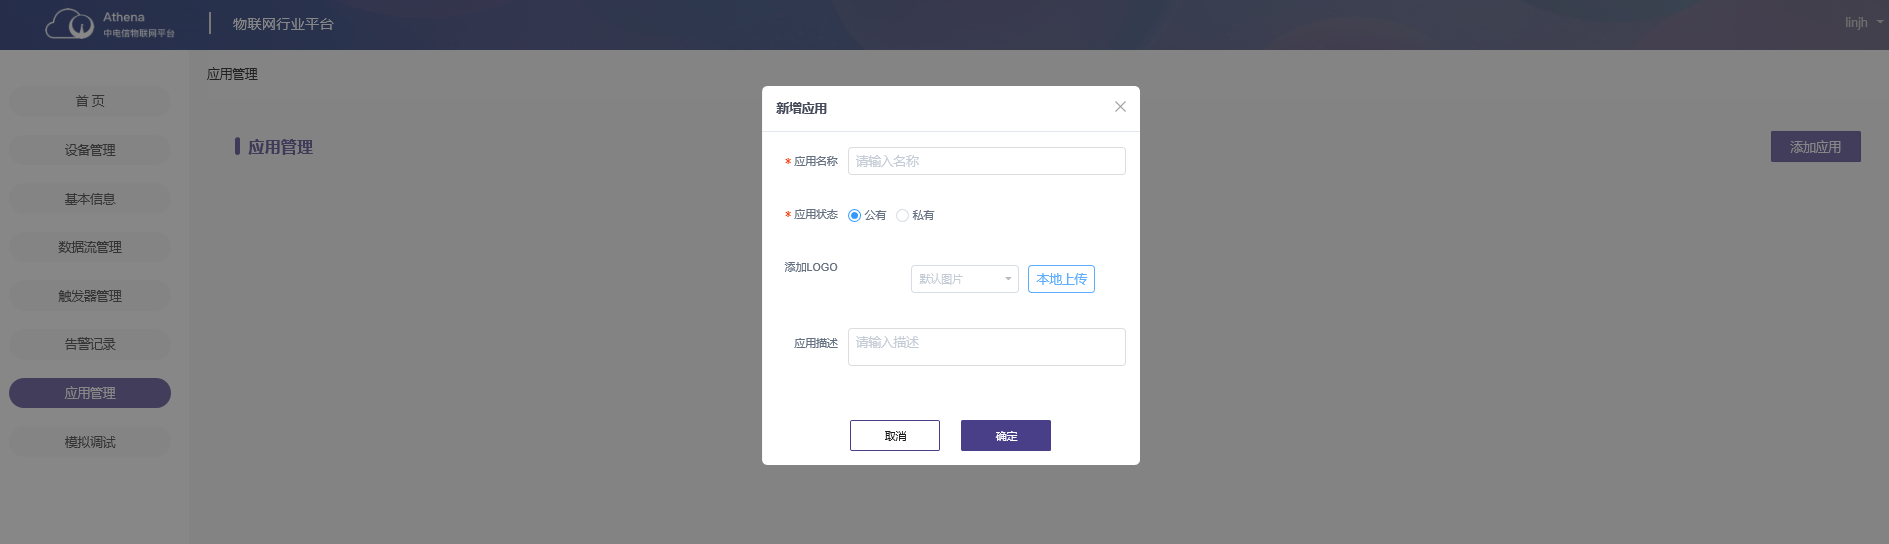 Athena
中电信物联网平台
物联网行业平台
linjh
首 页
设备管理
基本信息
数据流管理
触发器管理
告警记录
应用管理
模拟调试
应用管理
应用管理
添加应用
新增应用
* 应用名称 请输入名称
* 应用状态 公有 私有
添加LOGO 默认图片 本地上传
应用描述 请输入描述
取消 确定